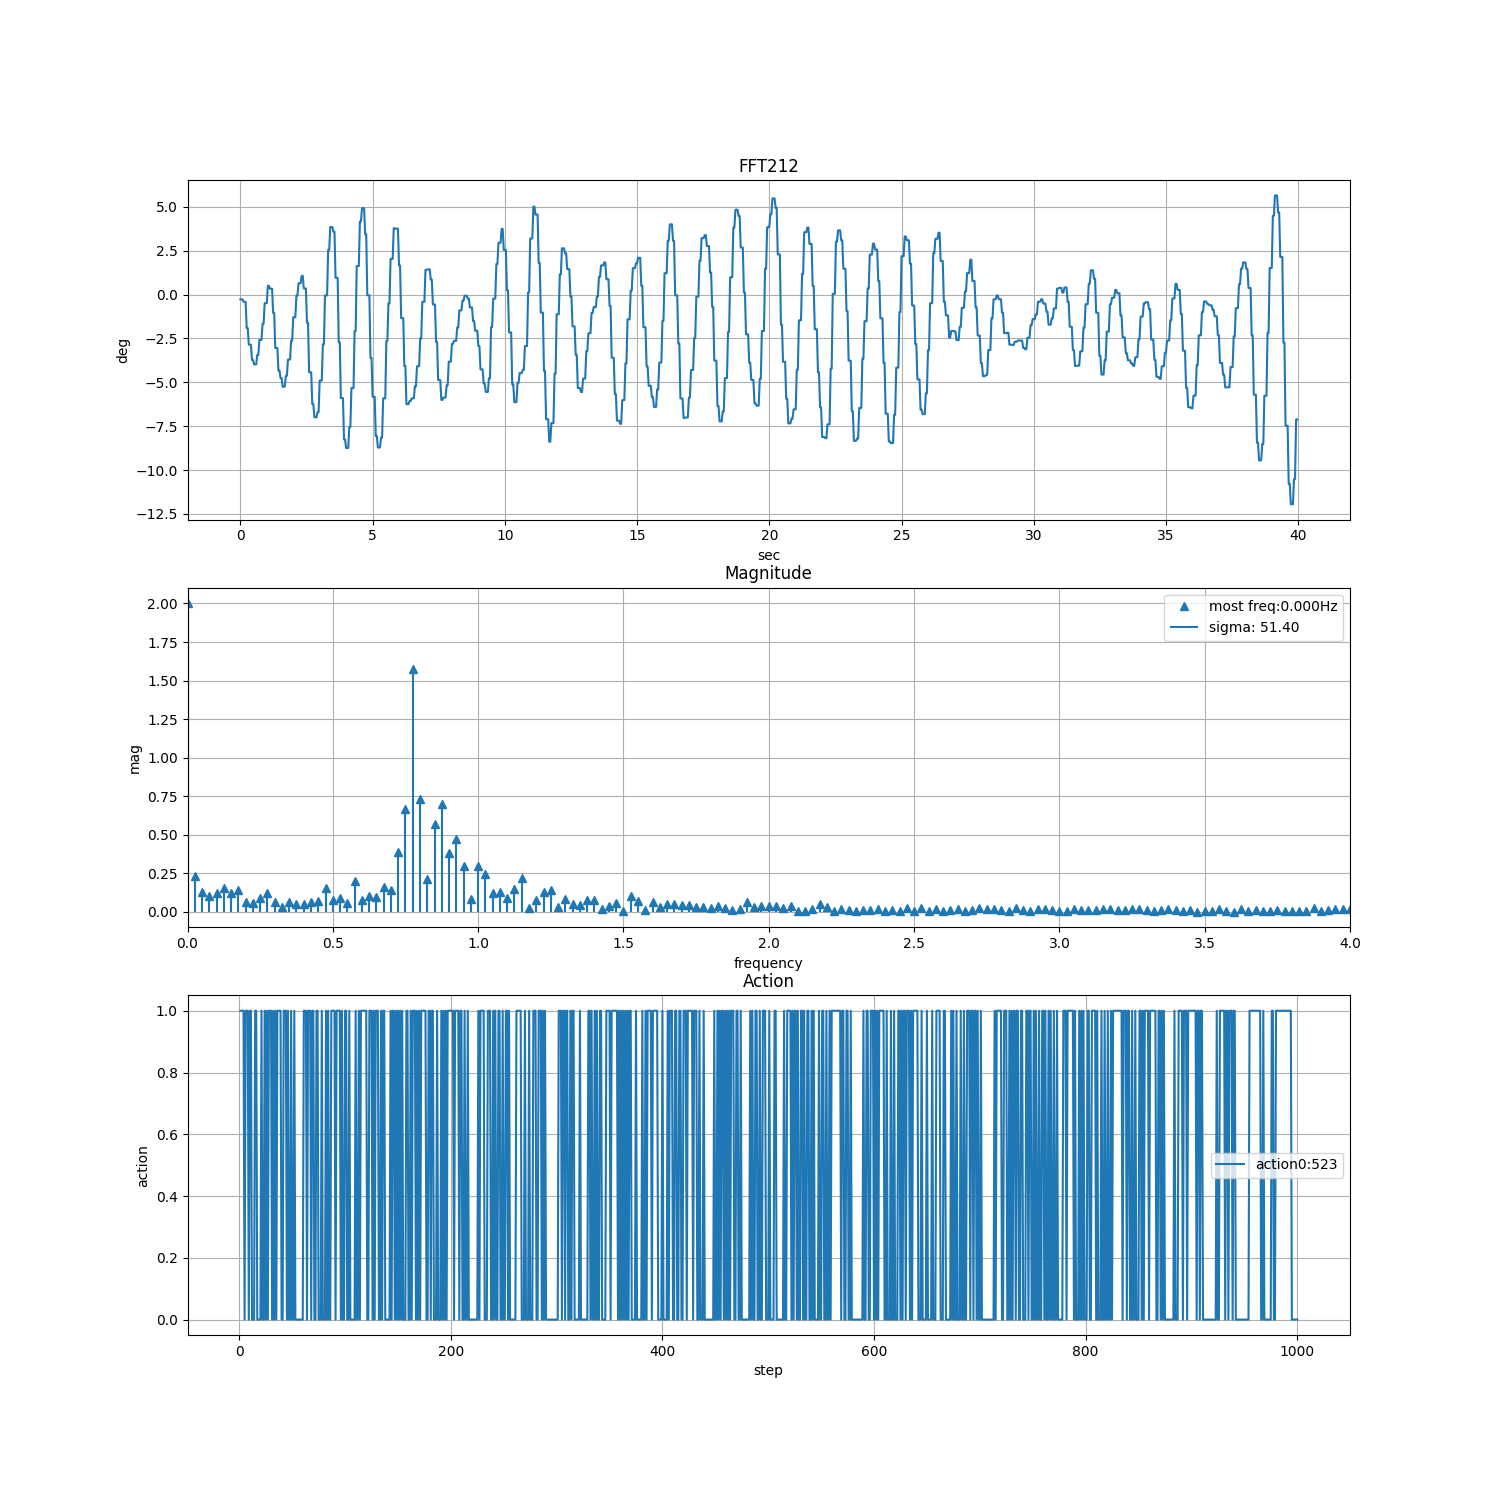 FFT212
5.0
2.5
0.0
−2.5
−5.0
−7.5
−10.0
−12.5
deg
0 5 10 15 20 25 30 35 40
sec
Magnitude
2.00
1.75
1.50
1.25
1.00
0.75
0.50
0.25
0.00
mag
most freq:0.000Hz
sigma: 51.40
0.0 0.5 1.0 1.5 2.0 2.5 3.0 3.5 4.0
frequency
Action
1.0
0.8
0.6
0.4
0.2
0.0
action
action0:523
0 200 400 600 800 1000
step